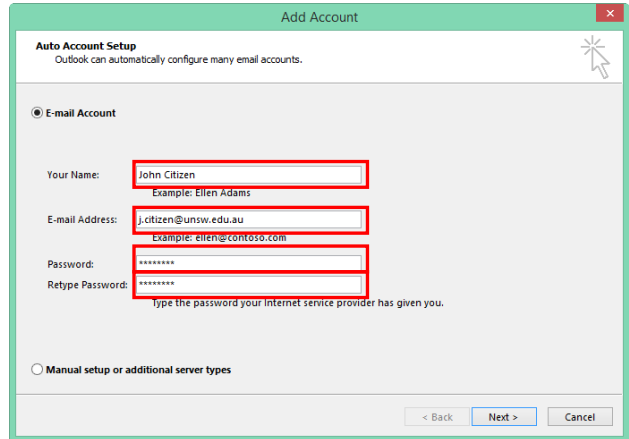 Add Account
Auto Account Setup
Outlook can automatically configure many email accounts.
E-mail Account
Your Name: John Citizen
Example: Ellen Adams
E-mail Address: j.citizen@unsw.edu.au
Example: ellen@contoso.com
Password: ********
Retype Password: ********
Type the password your Internet service provider has given you.
Manual setup or additional server types
< Back Next > Cancel